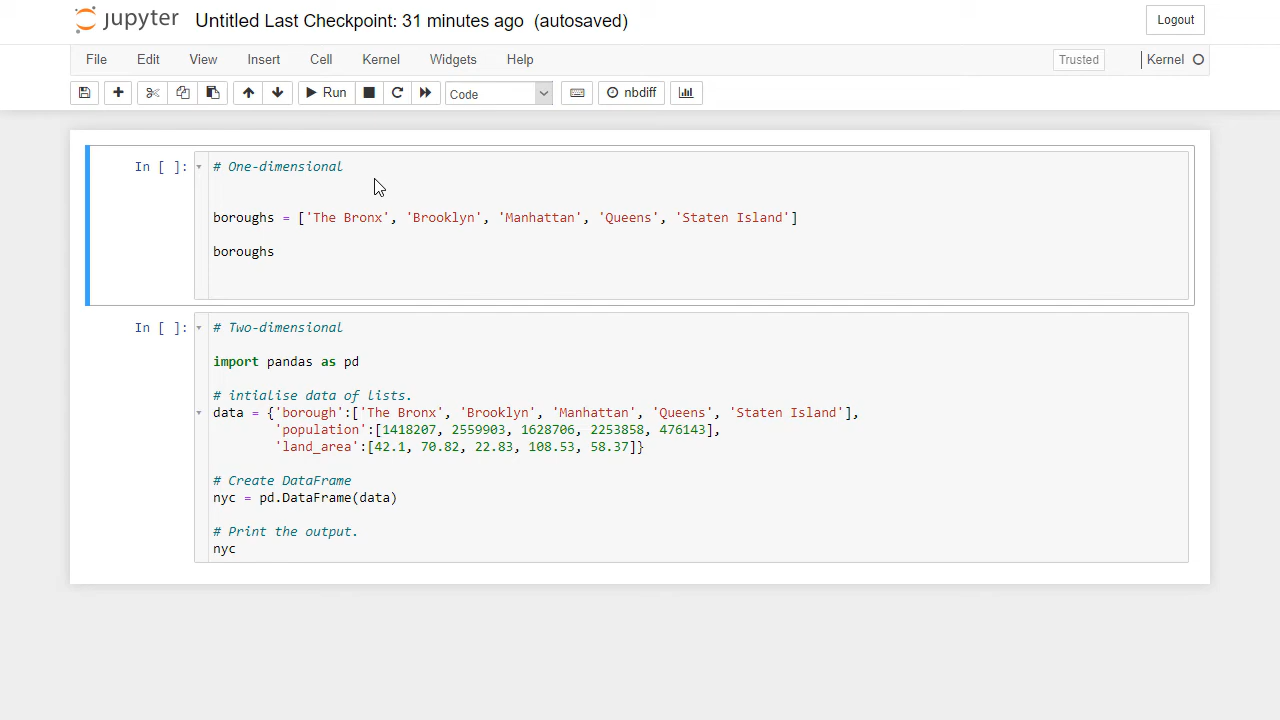 jupyter Untitled Last Checkpoint: 31 minutes ago (autosaved) Logout
File Edit View Insert Cell Kernel Widgets Help Trusted Kernel
Run Code nbdiff
In [ ]: # One-dimensional
boroughs = ['The Bronx', 'Brooklyn', 'Manhattan', 'Queens', 'Staten Island']
boroughs
In [ ]: # Two-dimensional
import pandas as pd
# intialise data of lists.
data = {'borough':['The Bronx', 'Brooklyn', 'Manhattan', 'Queens', 'Staten Island'],
'population':[1418207, 2559903, 1628706, 2253858, 476143],
'land_area':[42.1, 70.82, 22.83, 108.53, 58.37]}
# Create DataFrame
nyc = pd.DataFrame(data)
# Print the output.
nyc